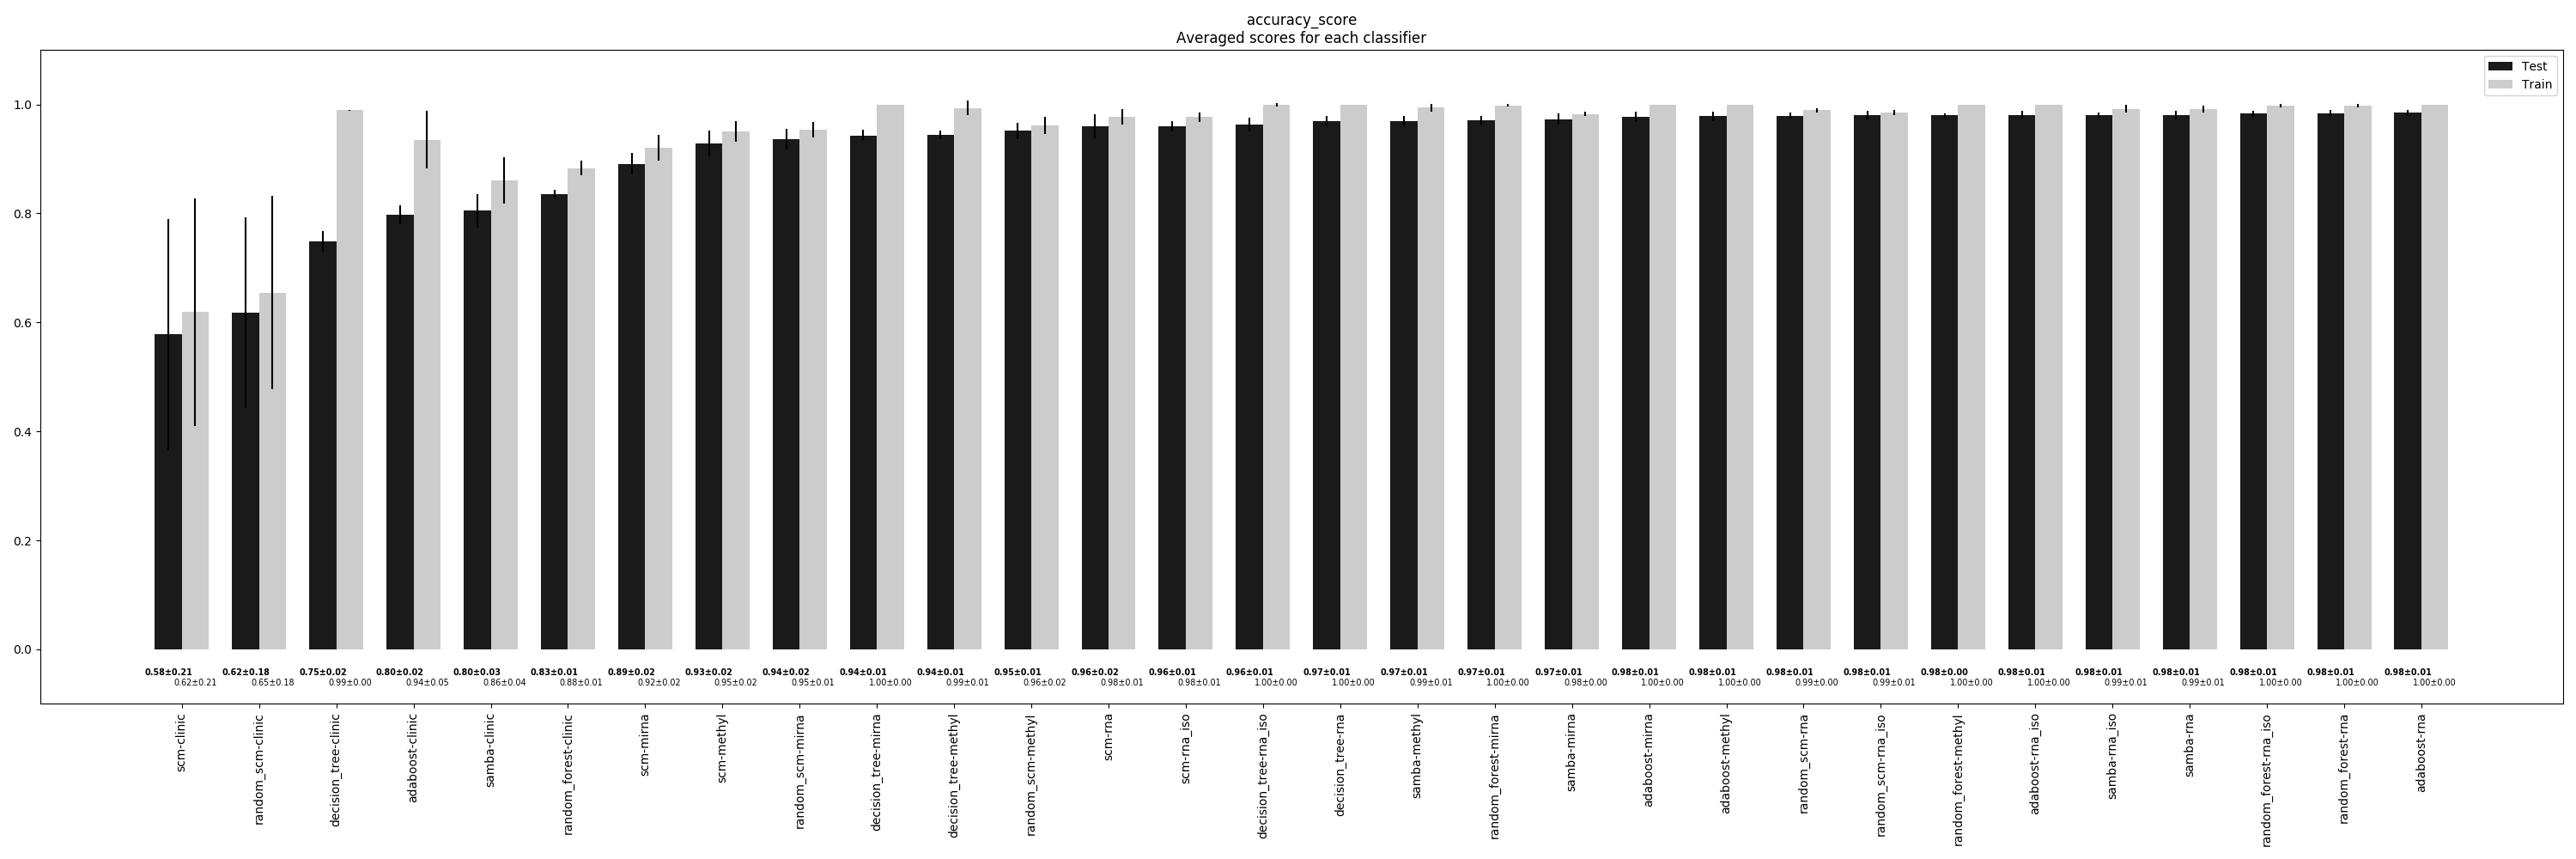 accuracy_score
Averaged scores for each classifier
Test
Train
1.0
0.8
0.6
0.4
0.2
0.0
0.58±0.21 0.62±0.18 0.75±0.02 0.80±0.02 0.80±0.03 0.83±0.01 0.89±0.02 0.93±0.02 0.94±0.02 0.94±0.01 0.94±0.01 0.95±0.01 0.96±0.02 0.96±0.01 0.96±0.01 0.97±0.01 0.97±0.01 0.97±0.01 0.97±0.01 0.98±0.01 0.98±0.01 0.98±0.01 0.98±0.01 0.98±0.00 0.98±0.01 0.98±0.01 0.98±0.01 0.98±0.01 0.98±0.01 0.98±0.01
0.62±0.21 0.65±0.18 0.99±0.00 0.94±0.05 0.86±0.04 0.88±0.01 0.92±0.02 0.95±0.02 0.95±0.01 1.00±0.00 0.99±0.01 0.96±0.02 0.98±0.01 0.98±0.01 1.00±0.00 1.00±0.00 0.99±0.01 1.00±0.00 0.98±0.00 1.00±0.00 1.00±0.00 0.99±0.00 0.99±0.01 1.00±0.00 1.00±0.00 0.99±0.01 0.99±0.01 1.00±0.00 1.00±0.00 1.00±0.00
scm-clinic
random_scm-clinic
decision_tree-clinic
adaboost-clinic
samba-clinic
random_forest-clinic
scm-mirna
scm-methyl
random_scm-mirna
decision_tree-mirna
decision_tree-methyl
random_scm-methyl
scm-rna
scm-rna_iso
decision_tree-rna_iso
decision_tree-rna
samba-methyl
random_forest-mirna
samba-mirna
adaboost-mirna
adaboost-methyl
random_scm-rna
random_scm-rna_iso
random_forest-methyl
adaboost-rna_iso
samba-rna_iso
samba-rna
random_forest-rna_iso
random_forest-rna
adaboost-rna